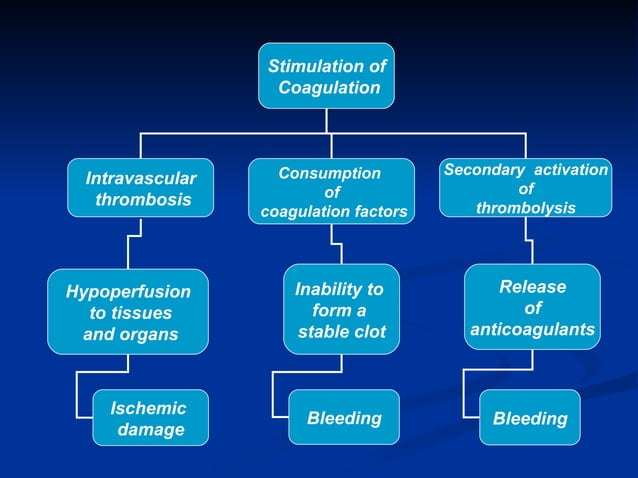 Stimulation of
Coagulation
Intravascular
thrombosis
Consumption
of
coagulation factors
Secondary activation
of
thrombolysis
Hypoperfusion
to tissues
and organs
Inability to
form a
stable clot
Release
of
anticoagulants
Ischemic
damage
Bleeding
Bleeding